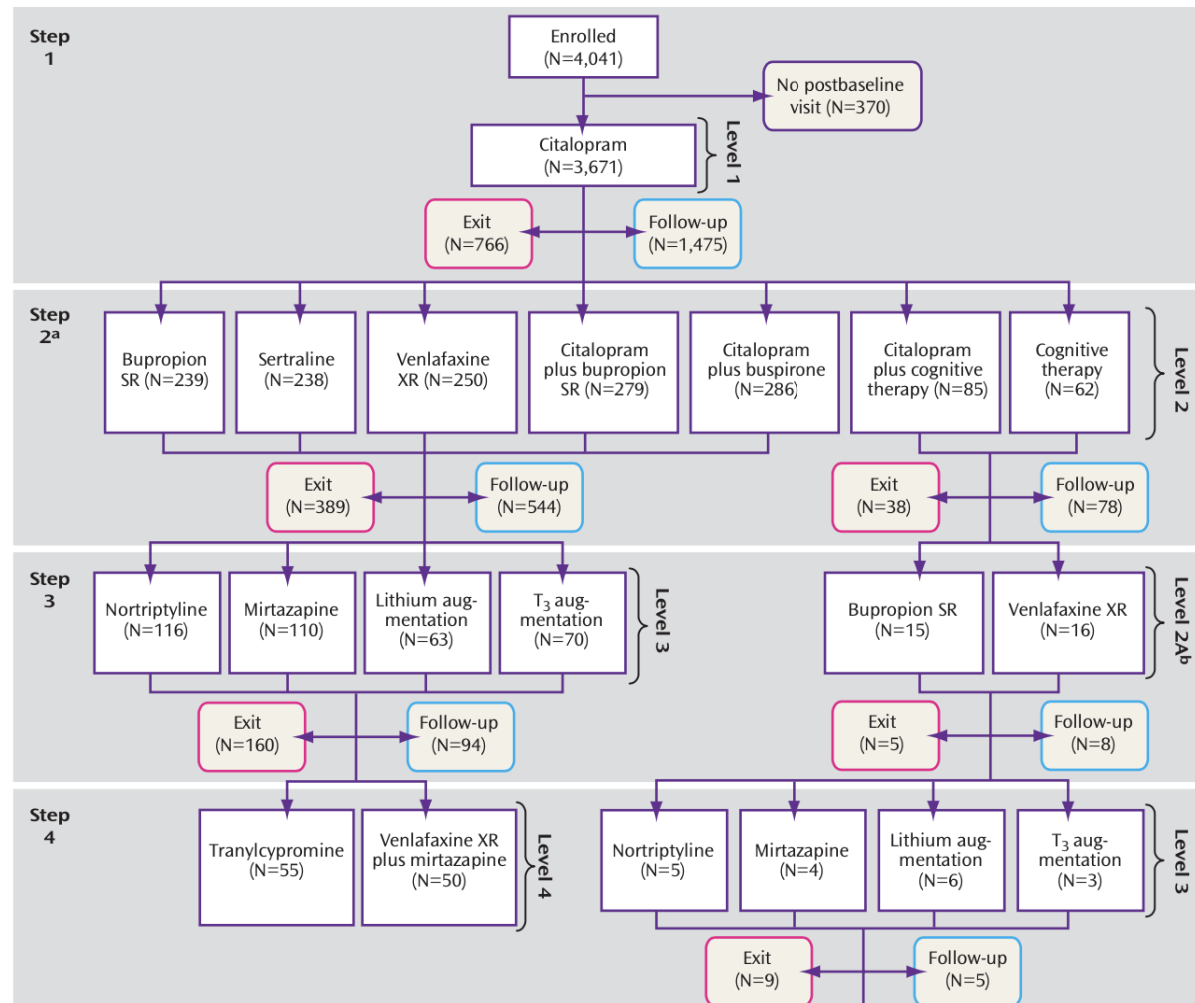 Step
1
Enrolled
(N=4,041)
No postbaseline
visit (N=370)
Citalopram
(N=3,671)
Level 1
Exit
(N=766)
Follow-up
(N=1,475)
Step
2a
Bupropion
SR (N=239)
Sertraline
(N=238)
Venlafaxine
XR (N=250)
Citalopram
plus bupropion
SR (N=279)
Citalopram
plus buspirone
(N=286)
Citalopram
plus cognitive
therapy (N=85)
Cognitive
therapy
(N=62)
Level 2
Exit
(N=389)
Follow-up
(N=544)
Exit
(N=38)
Follow-up
(N=78)
Step
3
Nortriptyline
(N=116)
Mirtazapine
(N=110)
Lithium aug-
mentation
(N=63)
T3 aug-
mentation
(N=70)
Level 3
Bupropion SR
(N=15)
Venlafaxine XR
(N=16)
Level 2Ab
Exit
(N=160)
Follow-up
(N=94)
Exit
(N=5)
Follow-up
(N=8)
Step
4
Tranylcypromine
(N=55)
Venlafaxine XR
plus mirtazapine
(N=50)
Level 4
Nortriptyline
(N=5)
Mirtazapine
(N=4)
Lithium aug-
mentation
(N=6)
T3 aug-
mentation
(N=3)
Level 3
Exit
(N=9)
Follow-up
(N=5)